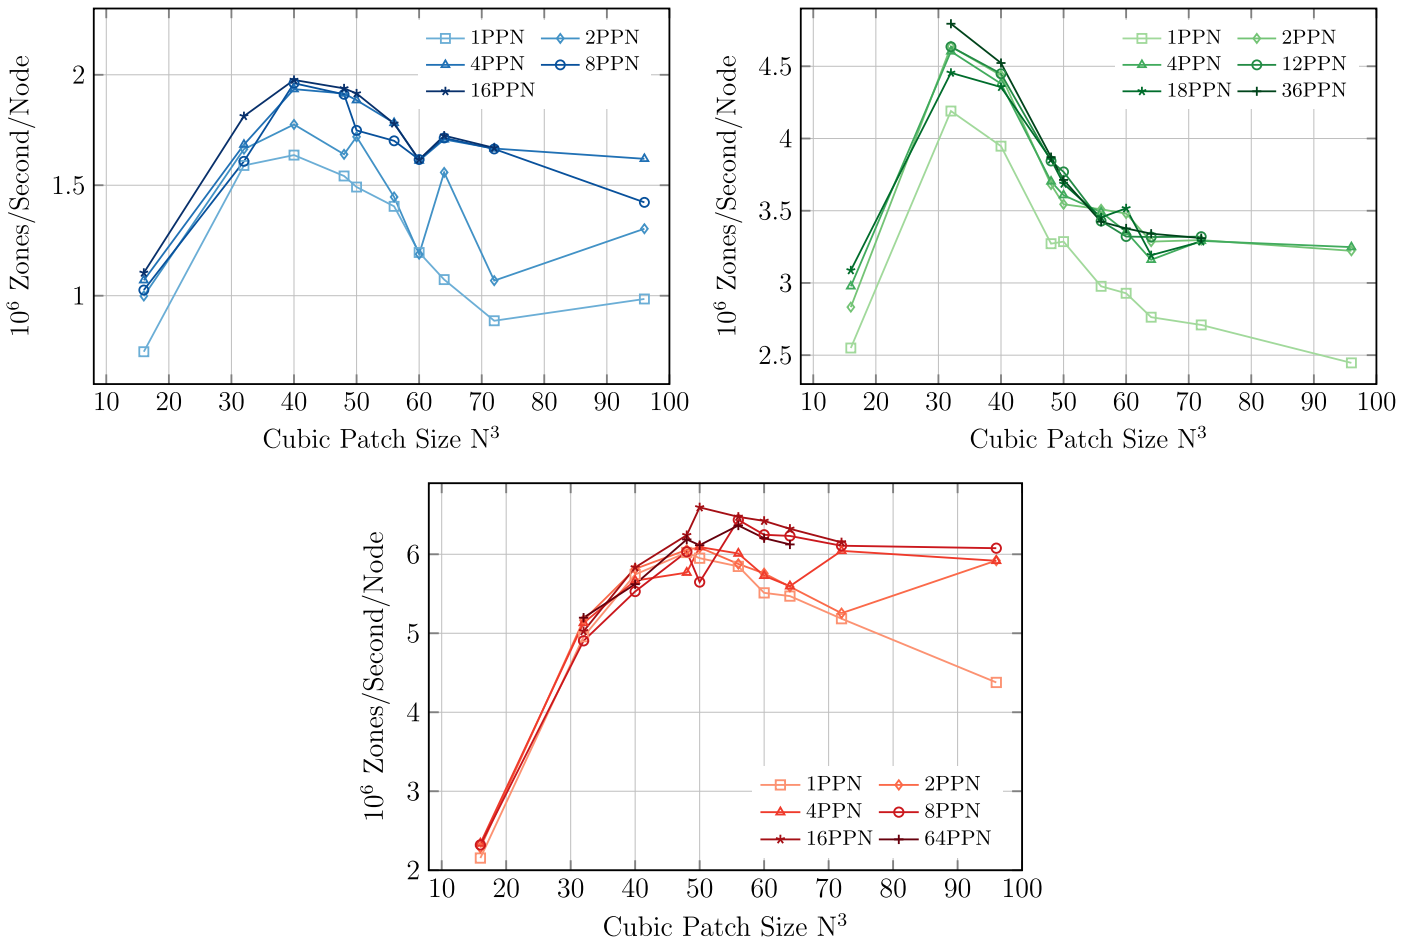 10⁶ Zones/Second/Node
2
1.5
1
1PPN 2PPN
4PPN 8PPN
16PPN
10 20 30 40 50 60 70 80 90 100
Cubic Patch Size N³
10⁶ Zones/Second/Node
4.5
4
3.5
3
2.5
1PPN 2PPN
4PPN 12PPN
18PPN 36PPN
10 20 30 40 50 60 70 80 90 100
Cubic Patch Size N³
10⁶ Zones/Second/Node
6
5
4
3
2
1PPN 2PPN
4PPN 8PPN
16PPN 64PPN
10 20 30 40 50 60 70 80 90 100
Cubic Patch Size N³